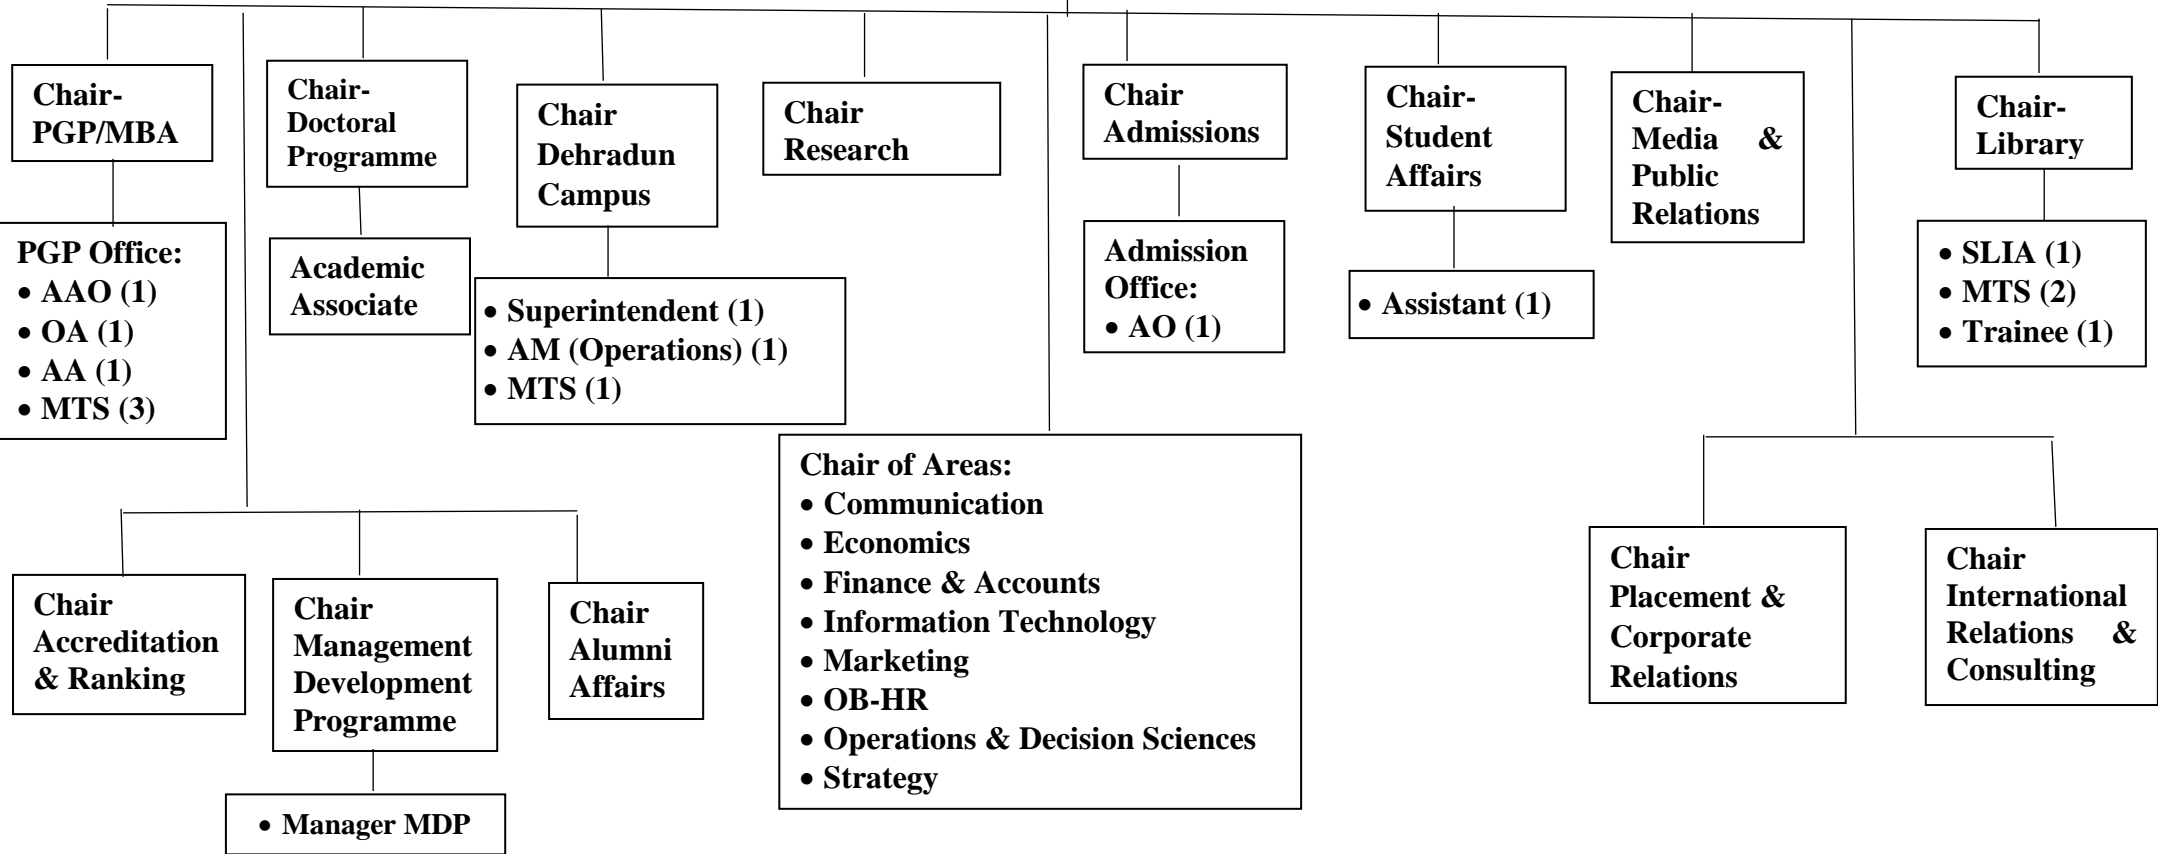 Chair-
PGP/MBA
Chair-
Doctoral
Programme
Chair
Dehradun
Campus
Chair
Research
Chair
Admissions
Chair-
Student
Affairs
Chair-
Media &
Public
Relations
Chair-
Library
PGP Office:
• AAO (1)
• OA (1)
• AA (1)
• MTS (3)
Academic
Associate
• Superintendent (1)
• AM (Operations) (1)
• MTS (1)
Admission
Office:
• AO (1)
• Assistant (1)
• SLIA (1)
• MTS (2)
• Trainee (1)
Chair of Areas:
• Communication
• Economics
• Finance & Accounts
• Information Technology
• Marketing
• OB-HR
• Operations & Decision Sciences
• Strategy
Chair
Accreditation
& Ranking
Chair
Management
Development
Programme
Chair
Alumni
Affairs
Chair
Placement &
Corporate
Relations
Chair
International
Relations &
Consulting
• Manager MDP